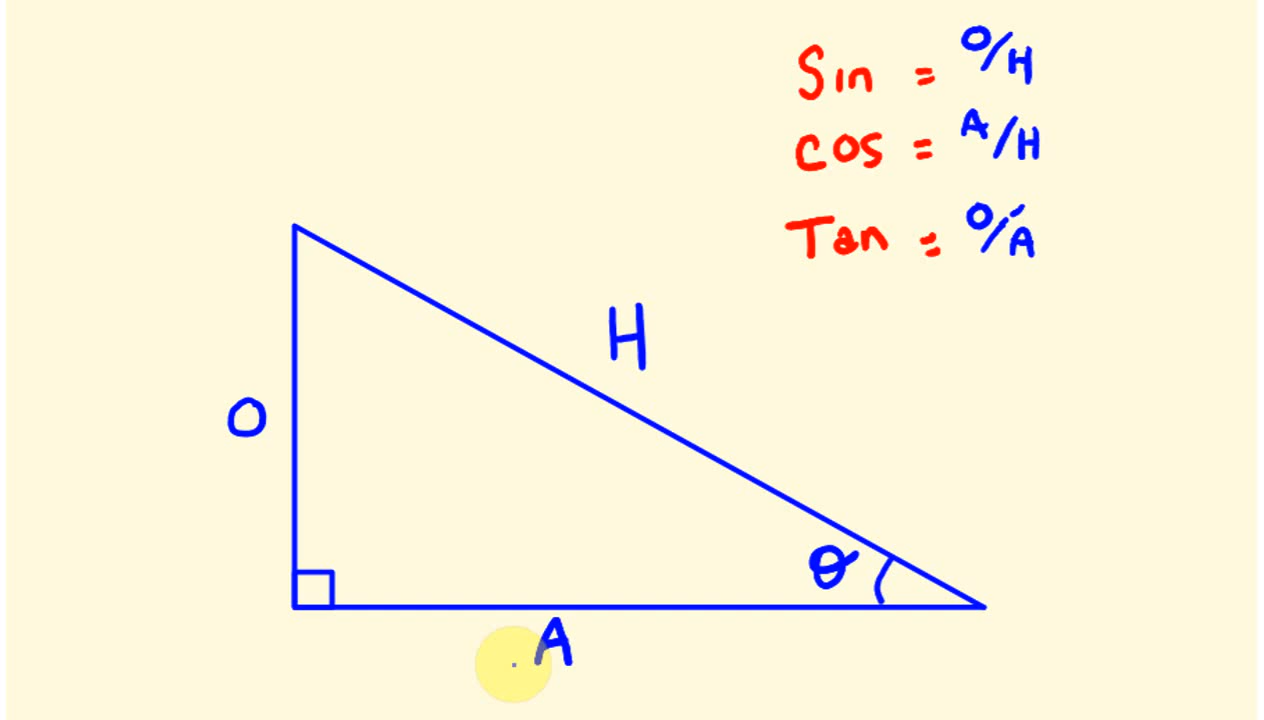 Sin = O/H
cos = A/H
Tan = O/A
H
O
θ
A